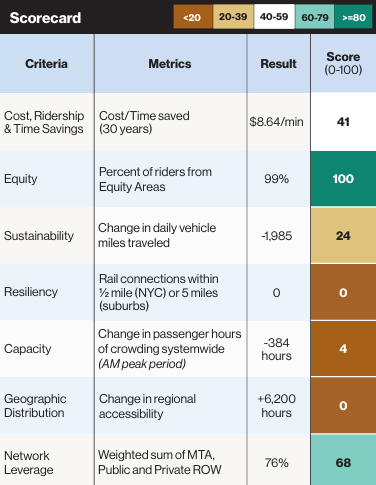 Scorecard
<20 20-39 40-59 60-79 >=80
Criteria Metrics Result Score
(0-100)
Cost, Ridership
& Time Savings
Cost/Time saved
(30 years)
$8.64/min
41
Equity
Percent of riders from
Equity Areas
99%
100
Sustainability
Change in daily vehicle
miles traveled
-1,985
24
Resiliency
Rail connections within
½ mile (NYC) or 5 miles
(suburbs)
0
0
Capacity
Change in passenger hours
of crowding systemwide
(AM peak period)
-384
hours
4
Geographic
Distribution
Change in regional
accessibility
+6,200
hours
0
Network
Leverage
Weighted sum of MTA,
Public and Private ROW
76%
68